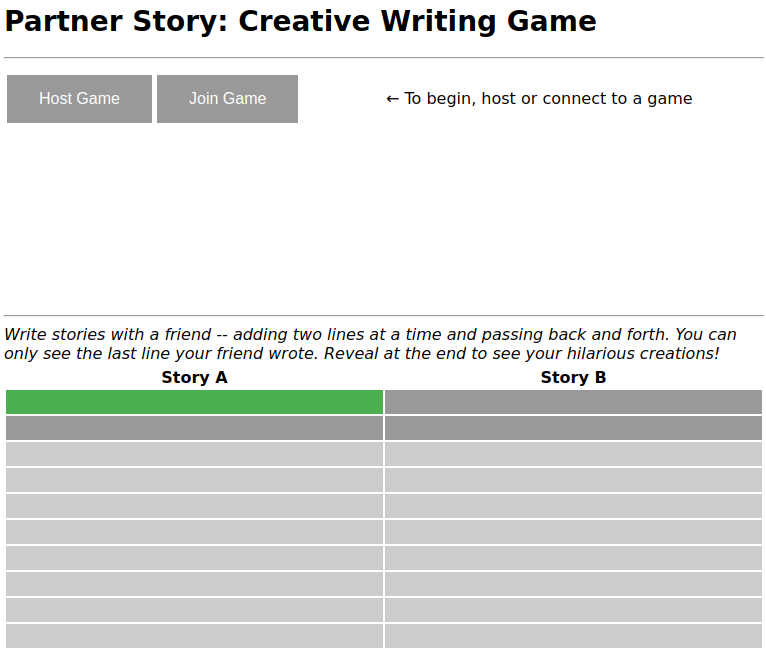 Partner Story: Creative Writing Game
Host Game
Join Game
← To begin, host or connect to a game
Write stories with a friend -- adding two lines at a time and passing back and forth. You can
only see the last line your friend wrote. Reveal at the end to see your hilarious creations!
Story A
Story B